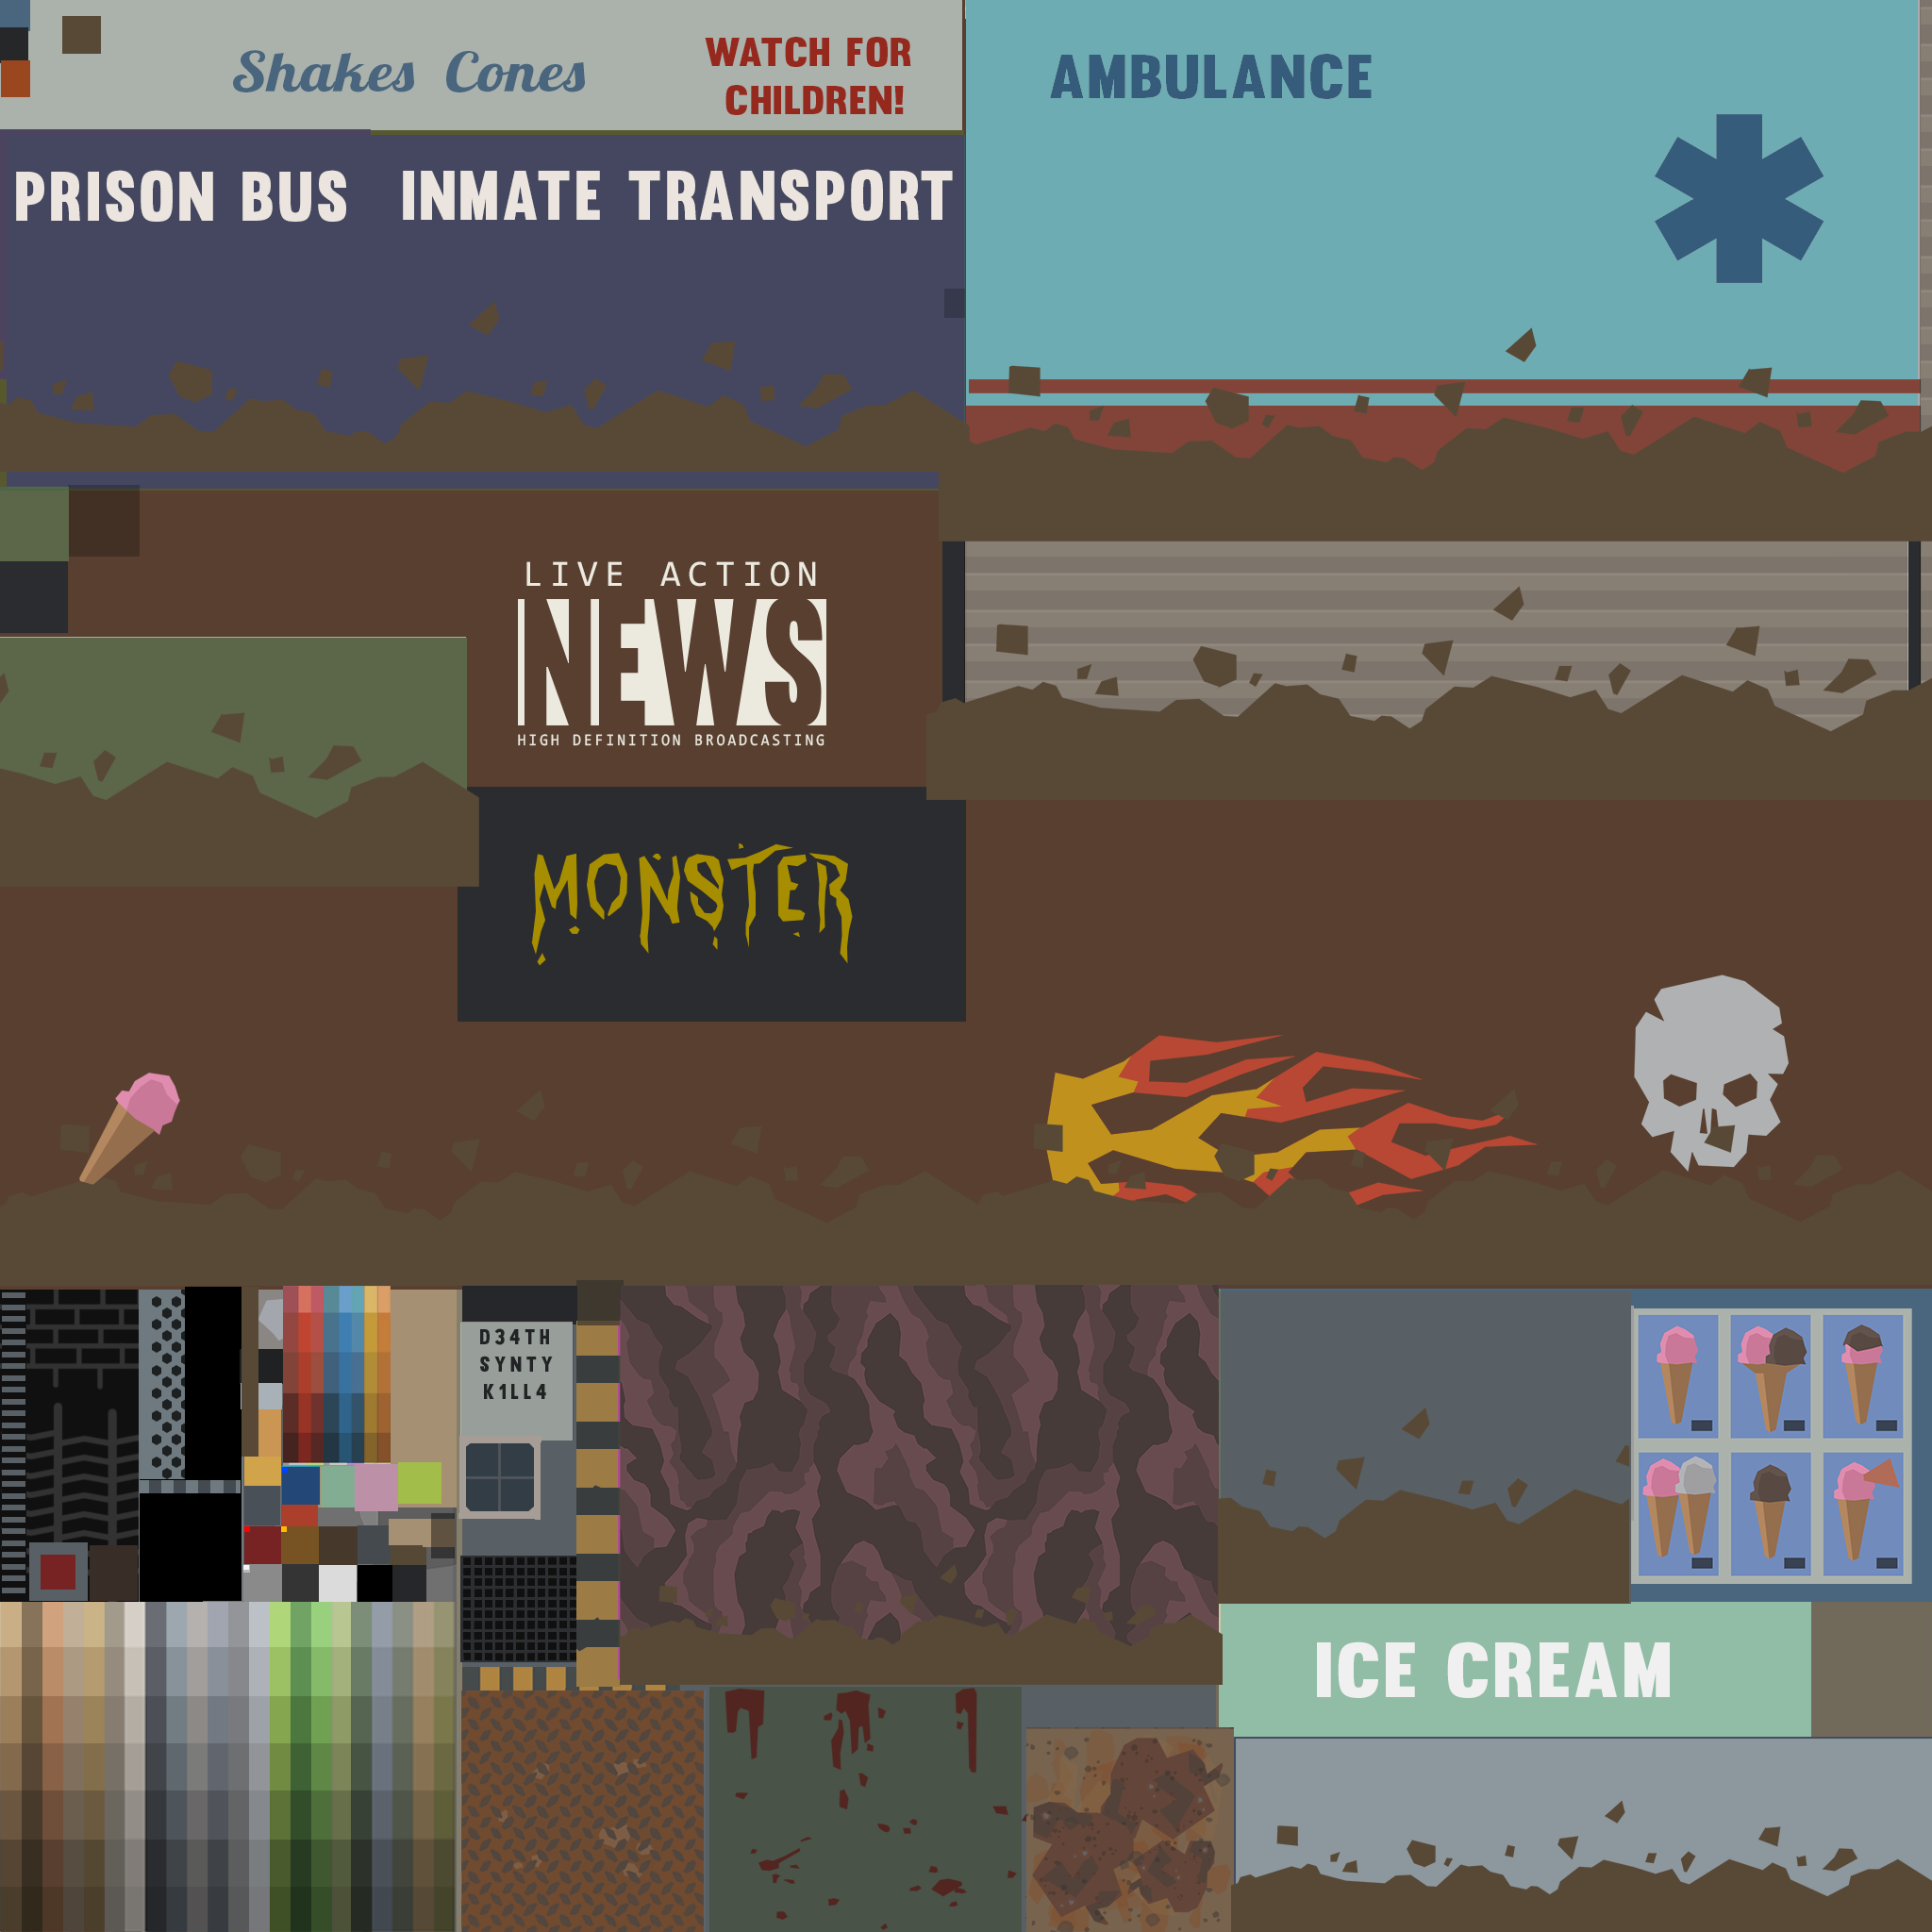 Shakes Cones
WATCH FOR
CHILDREN!
AMBULANCE
PRISON BUS
INMATE TRANSPORT
LIVE ACTION
NEWS
HIGH DEFINITION BROADCASTING
MONSTER
D34TH
SYNTY
K1LL4
ICE CREAM